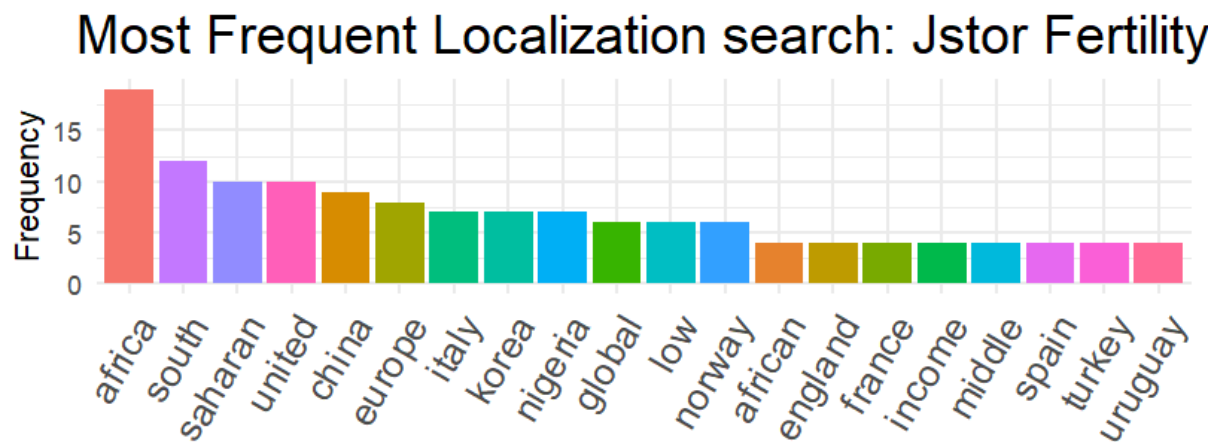 Most Frequent Localization search: Jstor Fertility
Frequency
15
10
5
0
africa
south
saharan
united
china
europe
italy
korea
nigeria
global
low
norway
african
england
france
income
middle
spain
turkey
uruguay